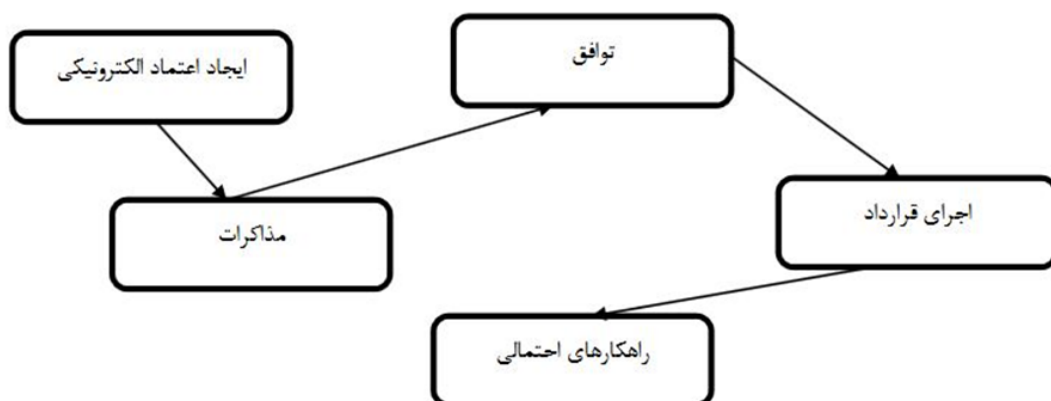 ایجاد اعتماد الکترونیکی
مذاکرات
توافق
اجرای قرارداد
راهکارهای احتمالی